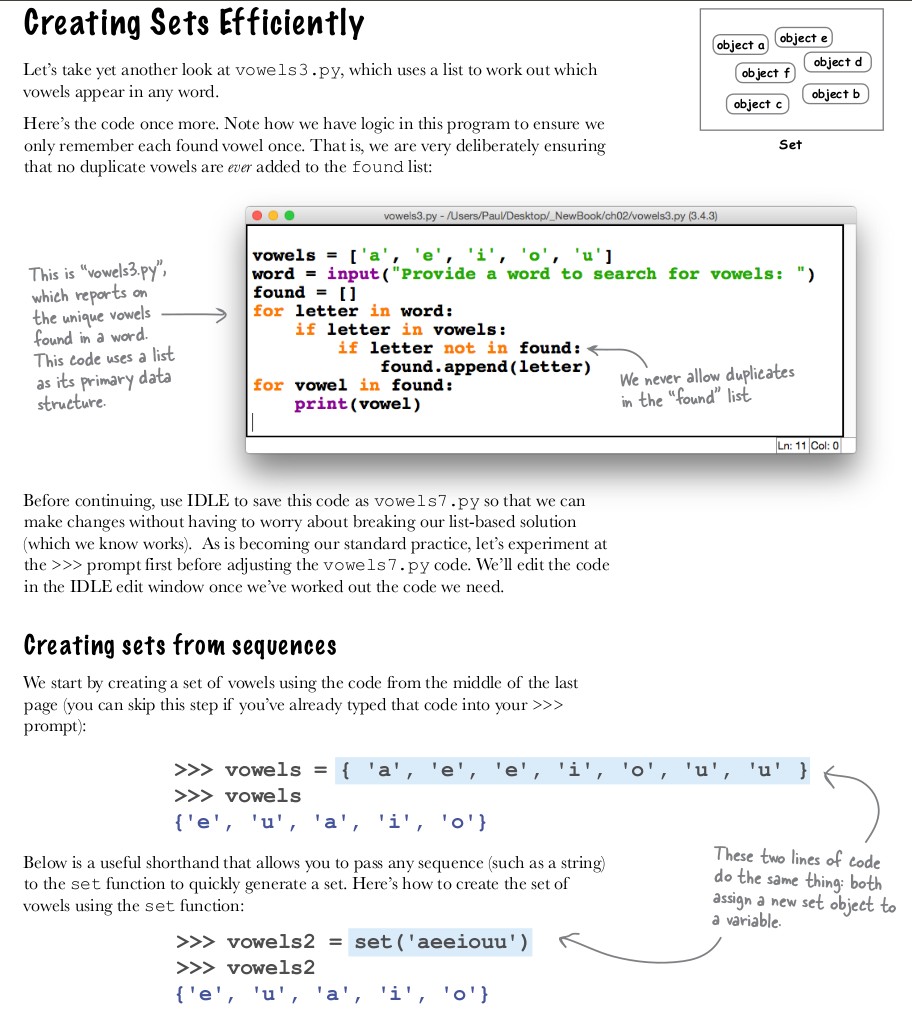 Creating Sets Efficiently
object a
object e
object d
object f
object b
object c
Set
Let's take yet another look at vowels3.py, which uses a list to work out which
vowels appear in any word.
Here's the code once more. Note how we have logic in this program to ensure we
only remember each found vowel once. That is, we are very deliberately ensuring
that no duplicate vowels are ever added to the found list:
vowels3.py - /Users/Paul/Desktop/_NewBook/ch02/vowels3.py (3.4.3)
vowels = ['a', 'e', 'i', 'o', 'u']
word = input("Provide a word to search for vowels: ")
found = []
for letter in word:
    if letter in vowels:
        if letter not in found:
            found.append(letter)
for vowel in found:
    print(vowel)
Ln: 11 Col: 0
This is "vowels3.py",
which reports on
the unique vowels
found in a word.
This code uses a list
as its primary data
structure.
We never allow duplicates
in the "found" list
Before continuing, use IDLE to save this code as vowels7.py so that we can
make changes without having to worry about breaking our list-based solution
(which we know works). As is becoming our standard practice, let's experiment at
the >>> prompt first before adjusting the vowels7.py code. We'll edit the code
in the IDLE edit window once we've worked out the code we need.
Creating sets from sequences
We start by creating a set of vowels using the code from the middle of the last
page (you can skip this step if you've already typed that code into your >>>
prompt):
>>> vowels = { 'a', 'e', 'e', 'i', 'o', 'u', 'u' }
>>> vowels
{'e', 'u', 'a', 'i', 'o'}
Below is a useful shorthand that allows you to pass any sequence (such as a string)
to the set function to quickly generate a set. Here's how to create the set of
vowels using the set function:
>>> vowels2 = set('aeeiouu')
>>> vowels2
{'e', 'u', 'a', 'i', 'o'}
These two lines of code
do the same thing: both
assign a new set object to
a variable.